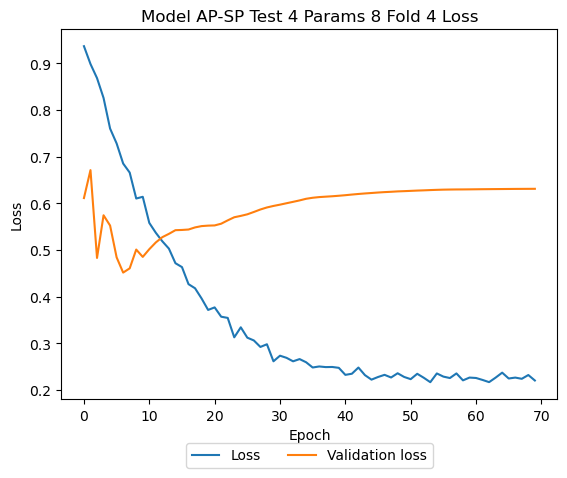 Model AP-SP Test 4 Params 8 Fold 4 Loss
Loss
0.9
0.8
0.7
0.6
0.5
0.4
0.3
0.2
0 10 20 30 40 50 60 70
Epoch
Loss Validation loss